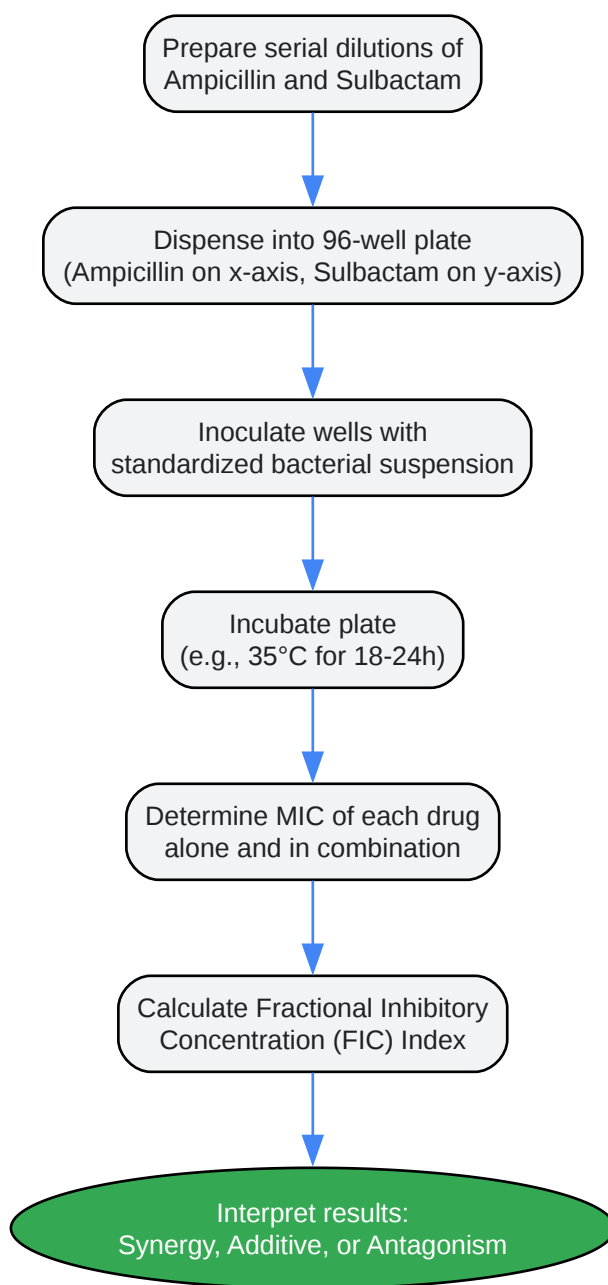 Prepare serial dilutions of
Ampicillin and Sulbactam
Dispense into 96-well plate
(Ampicillin on x-axis, Sulbactam on y-axis)
Inoculate wells with
standardized bacterial suspension
Incubate plate
(e.g., 35°C for 18-24h)
Determine MIC of each drug
alone and in combination
Calculate Fractional Inhibitory
Concentration (FIC) Index
Interpret results:
Synergy, Additive, or Antagonism